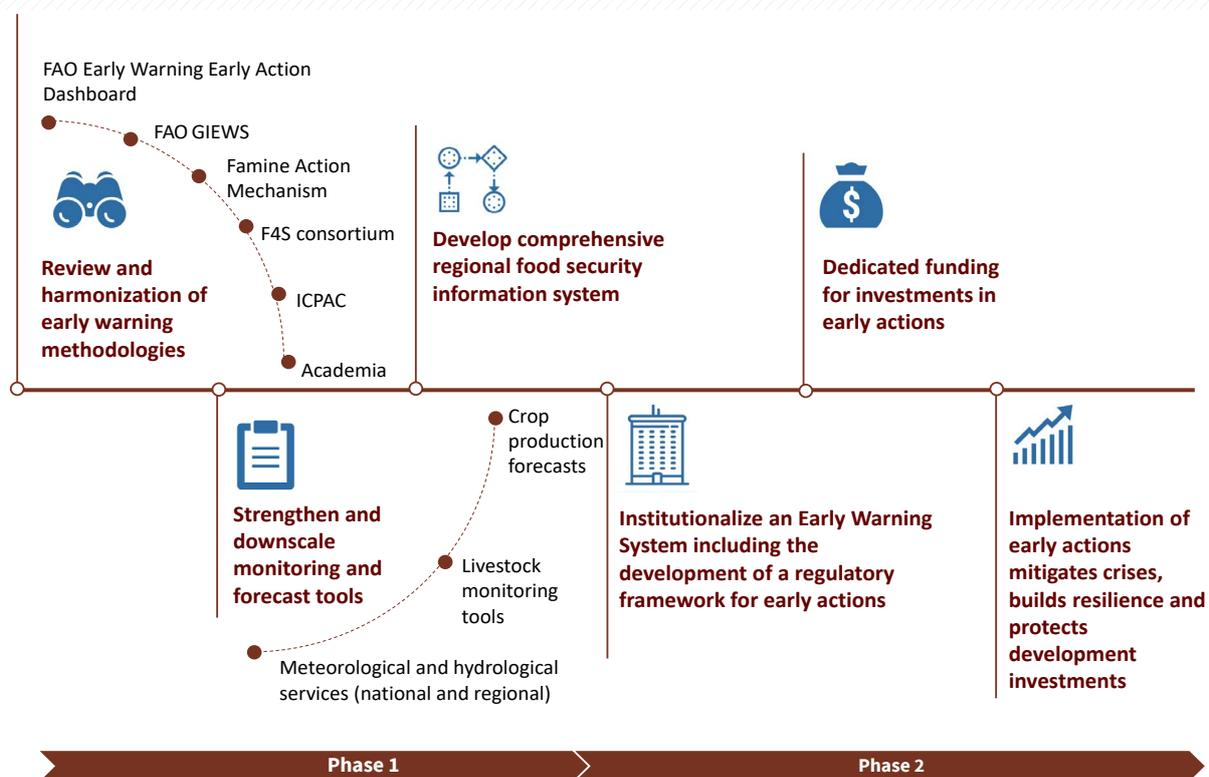 FAO Early Warning Early Action
Dashboard
FAO GIEWS
Famine Action
Mechanism
F4S consortium
ICPAC
Academia
Review and
harmonization of
early warning
methodologies
Strengthen and
downscale
monitoring and
forecast tools
Crop
production
forecasts
Livestock
monitoring
tools
Meteorological and hydrological
services (national and regional)
Develop comprehensive
regional food security
information system
Institutionalize an Early Warning
System including the
development of a regulatory
framework for early actions
$
Dedicated funding
for investments in
early actions
Implementation of
early actions
mitigates crises,
builds resilience and
protects
development
investments
Phase 1
Phase 2